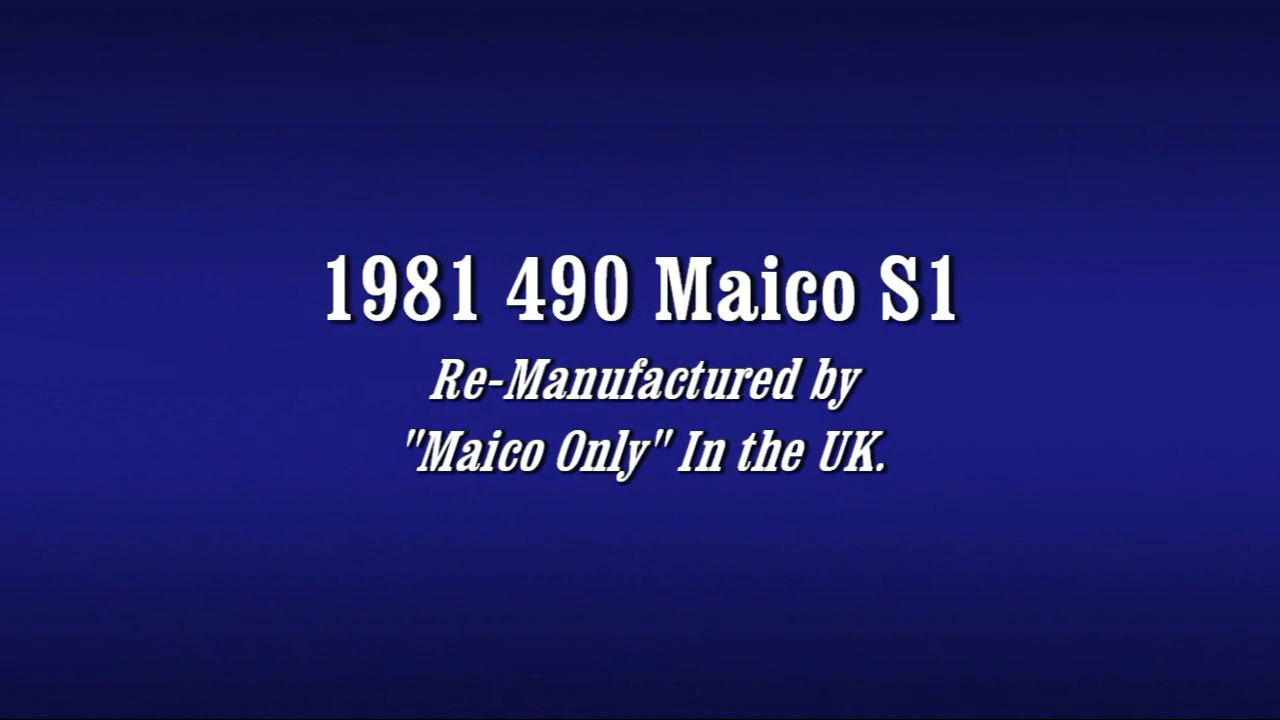 1981 490 Maico S1
Re-Manufactured by
"Maico Only" In the UK.